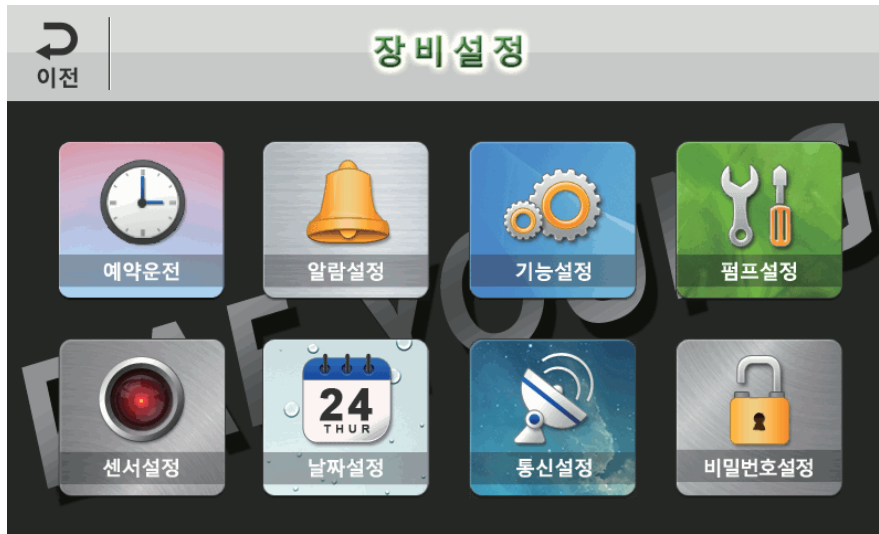 이전
장비설정
예약운전
알람설정
기능설정
펌프설정
센서설정
24
THUR
날짜설정
통신설정
비밀번호설정
DAE YOUNG